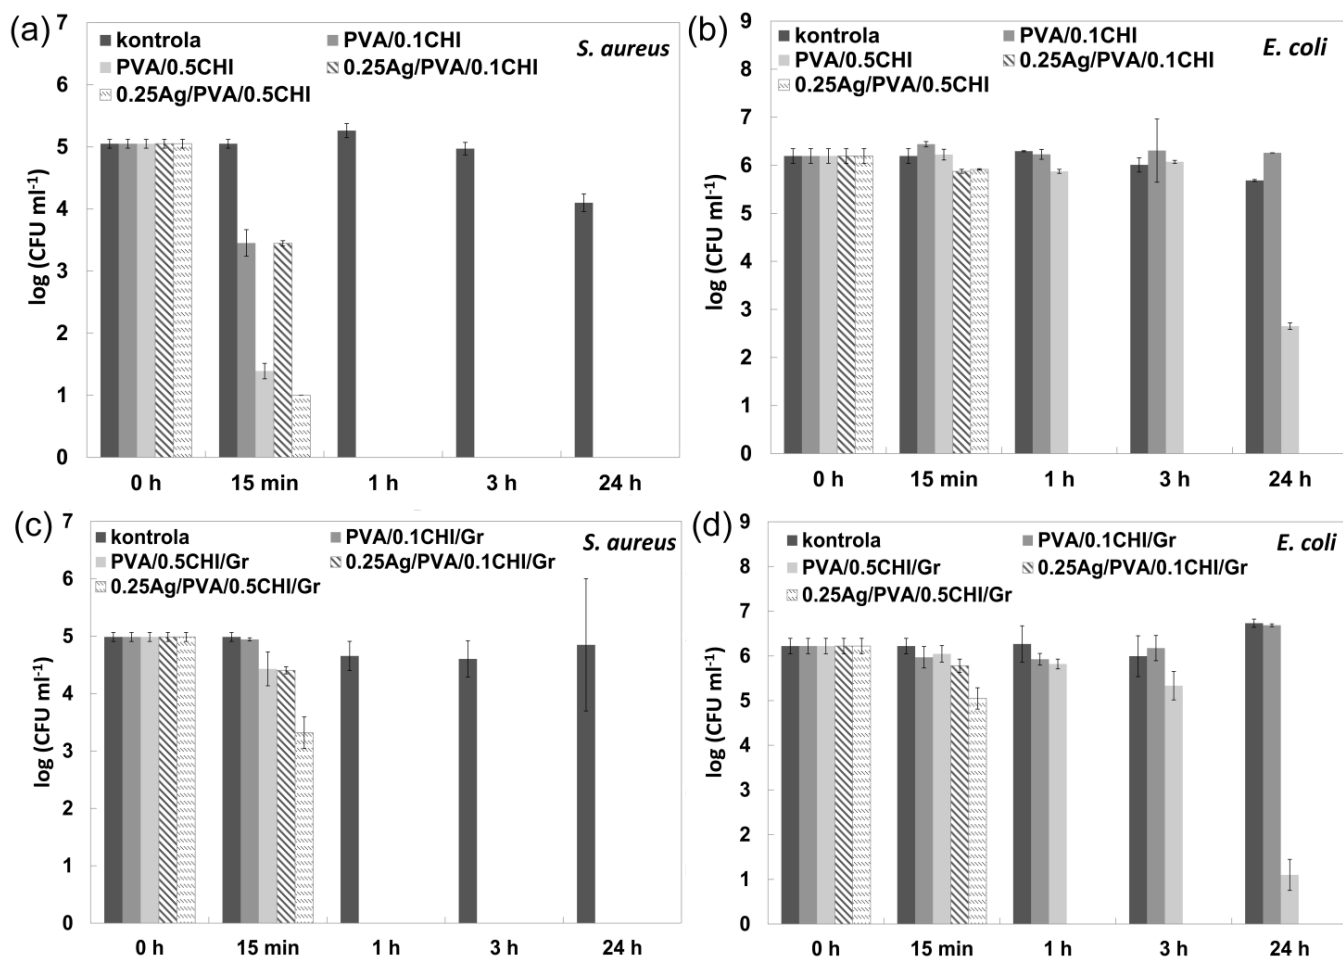 (a)
7
6
5
4
3
2
1
0
log (CFU ml⁻¹)
kontrola PVA/0.1CHI
PVA/0.5CHI 0.25Ag/PVA/0.1CHI
0.25Ag/PVA/0.5CHI
S. aureus
0 h 15 min 1 h 3 h 24 h
(b)
9
8
7
6
5
4
3
2
1
0
log (CFU ml⁻¹)
kontrola PVA/0.1CHI
PVA/0.5CHI 0.25Ag/PVA/0.1CHI
0.25Ag/PVA/0.5CHI
E. coli
0 h 15 min 1 h 3 h 24 h
(c)
7
6
5
4
3
2
1
0
log (CFU ml⁻¹)
kontrola PVA/0.1CHI/Gr
PVA/0.5CHI/Gr 0.25Ag/PVA/0.1CHI/Gr
0.25Ag/PVA/0.5CHI/Gr
S. aureus
0 h 15 min 1 h 3 h 24 h
(d)
9
8
7
6
5
4
3
2
1
0
log (CFU ml⁻¹)
kontrola PVA/0.1CHI/Gr
PVA/0.5CHI/Gr 0.25Ag/PVA/0.1CHI/Gr
0.25Ag/PVA/0.5CHI/Gr
E. coli
0 h 15 min 1 h 3 h 24 h